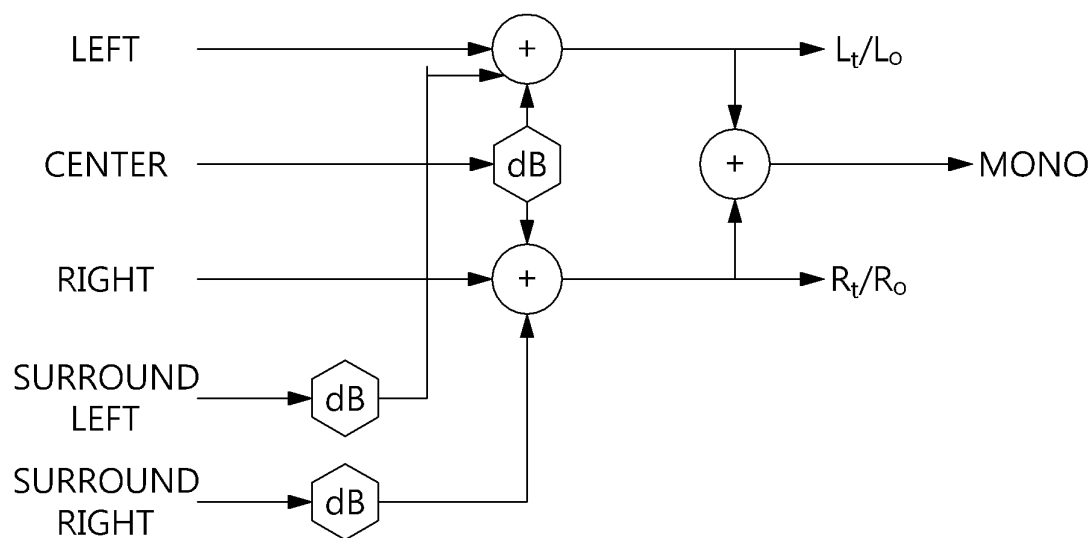 LEFT
+
Lt/Lo
CENTER
dB
+
MONO
RIGHT
+
Rt/Ro
SURROUND
LEFT
dB
SURROUND
RIGHT
dB